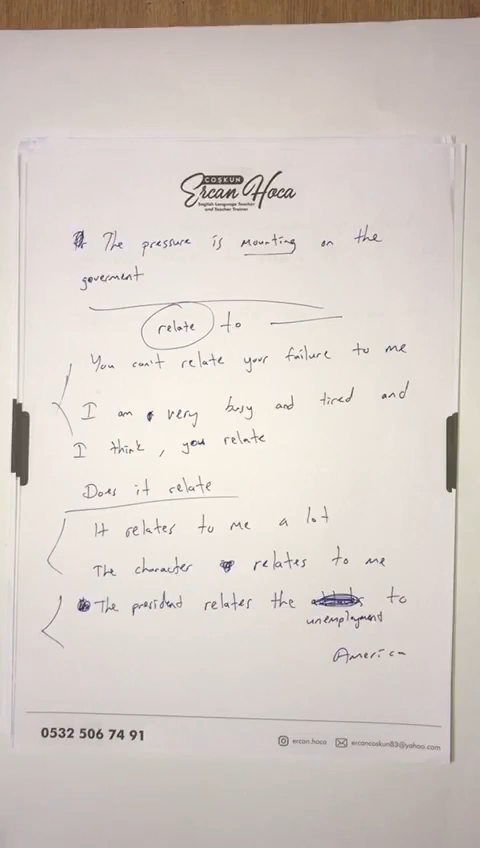 COŞKUN
Ercan Hoca
English Language Teacher
and Teacher Trainer
The pressure is mounting on the
goverment
relate to
You can't relate your failure to me
I am very busy and tired and
I think, you relate
Does it relate
It relates to me a lot
The character relates to me
The president relates the to
unemployment
America
0532 506 74 91
ercan.hoca ercancoskun83@yahoo.com